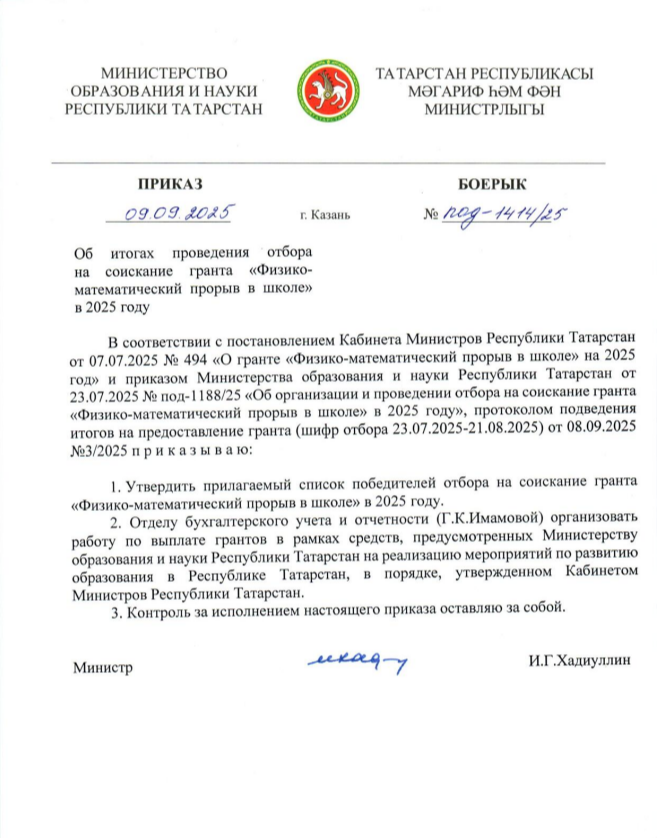 МИНИСТЕРСТВО
ОБРАЗОВАНИЯ И НАУКИ
РЕСПУБЛИКИ ТАТАРСТАН
ТАТАРСТАН РЕСПУБЛИКАСЫ
МӘГАРИФ ҺӘМ ФӘН
МИНИСТРЛЫГЫ
ПРИКАЗ
БОЕРЫК
09.09.2025
г. Казань
№ под-1414/25
Об итогах проведения отбора
на соискание гранта «Физико-
математический прорыв в школе»
в 2025 году
В соответствии с постановлением Кабинета Министров Республики Татарстан
от 07.07.2025 № 494 «О гранте «Физико-математический прорыв в школе» на 2025
год» и приказом Министерства образования и науки Республики Татарстан от
23.07.2025 № под-1188/25 «Об организации и проведении отбора на соискание гранта
«Физико-математический прорыв в школе» в 2025 году», протоколом подведения
итогов на предоставление гранта (шифр отбора 23.07.2025-21.08.2025) от 08.09.2025
№3/2025 п р и к а з ы в а ю:
1. Утвердить прилагаемый список победителей отбора на соискание гранта
«Физико-математический прорыв в школе» в 2025 году.
2. Отделу бухгалтерского учета и отчетности (Г.К.Имамовой) организовать
работу по выплате грантов в рамках средств, предусмотренных Министерству
образования и науки Республики Татарстан на реализацию мероприятий по развитию
образования в Республике Татарстан, в порядке, утвержденном Кабинетом
Министров Республики Татарстан.
3. Контроль за исполнением настоящего приказа оставляю за собой.
Министр
И.Г.Хадиуллин